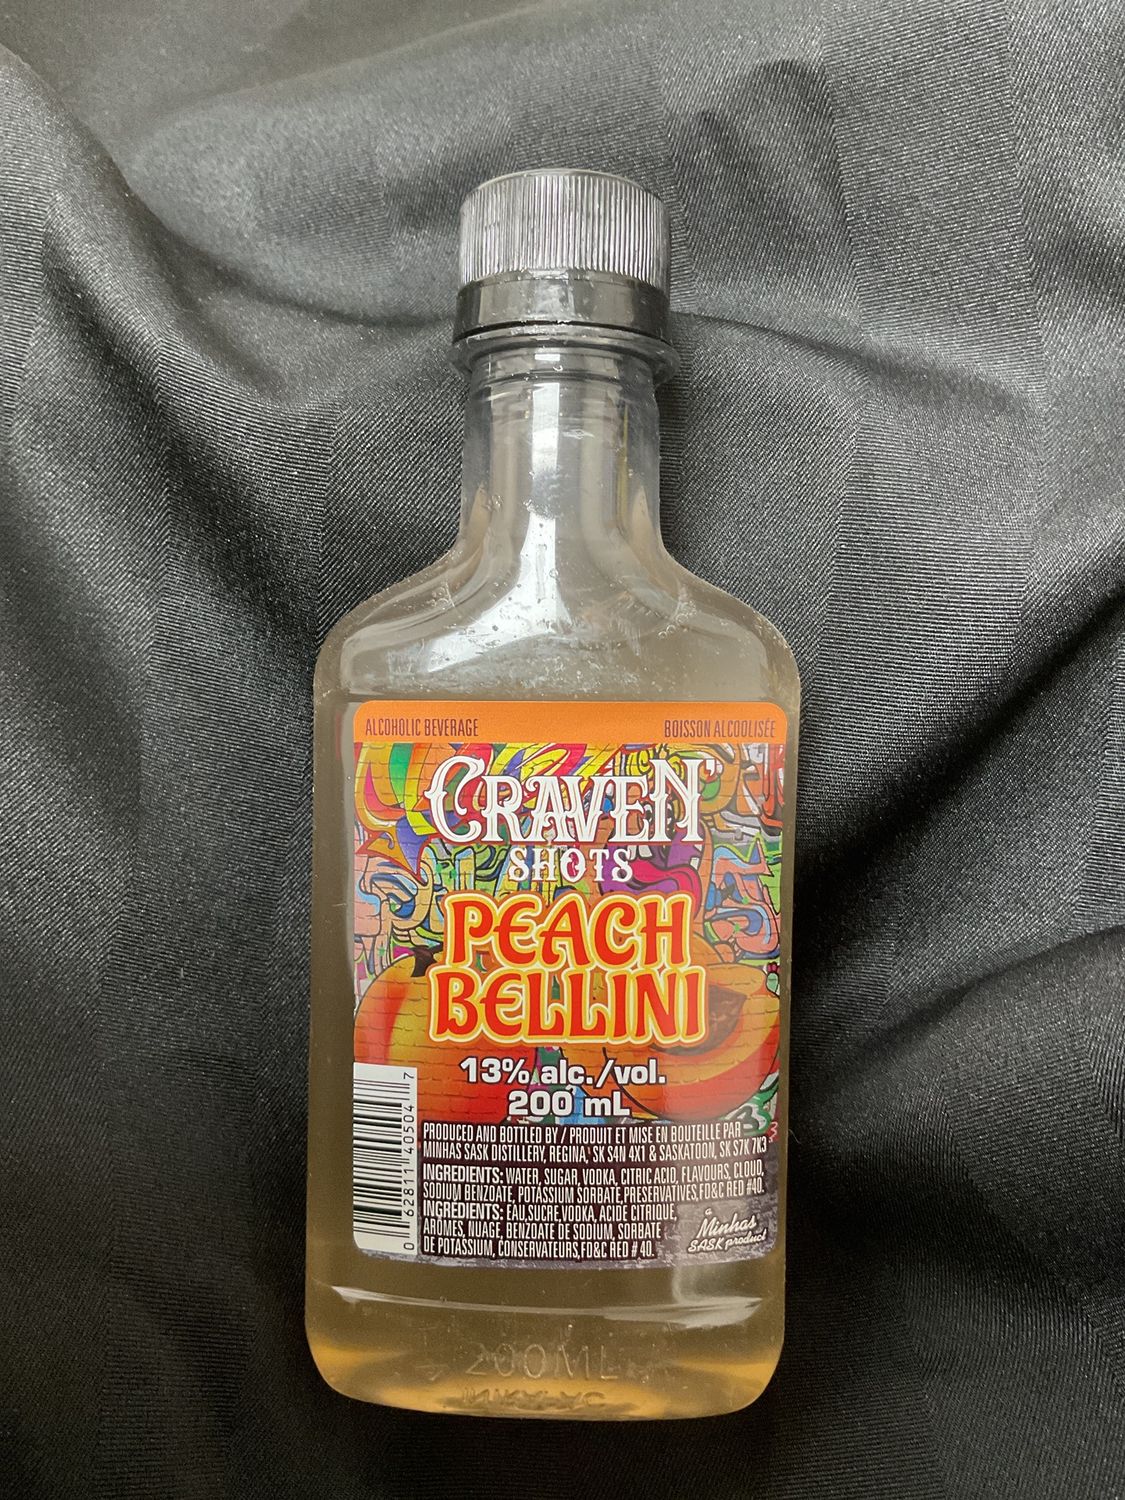 ALCOHOLIC BEVERAGE BOISSON ALCOOLISÉE
CRAVEN'
SHOTS
PEACH
BELLINI
13% alc./vol.
200 mL
PRODUCED AND BOTTLED BY / PRODUIT ET MISE EN BOUTEILLE PAR
MINHAS SASK DISTILLERY, REGINA, SK S4N 4X1 & SASKATOON, SK S7K 7K3
INGREDIENTS: WATER, SUGAR, VODKA, CITRIC ACID, FLAVOURS, CLOUD,
SODIUM BENZOATE, POTASSIUM SORBATE, PRESERVATIVES, FD&C RED #40.
INGRÉDIENTS: EAU, SUCRE, VODKA, ACIDE CITRIQUE,
ARÔMES, NUAGE, BENZOATE DE SODIUM, SORBATE
DE POTASSIUM, CONSERVATEURS, FD&C RED # 40.
a
Minhas
SASK product
0 62811 40504 7
200ML